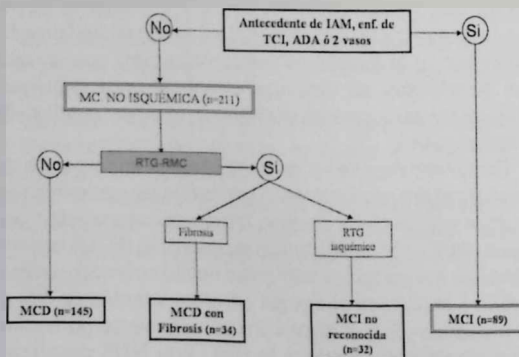 Antecedente de IAM, enf. de
TCI, ADA ó 2 vasos
No
Si
MC NO ISQUÉMICA (n=211)
No
RTG-RMC
Si
Fibrosis
RTG
isquémico
MCD (n=145)
MCD con
Fibrosis (n=34)
MCI no
reconocida
(n=32)
MCI (n=89)